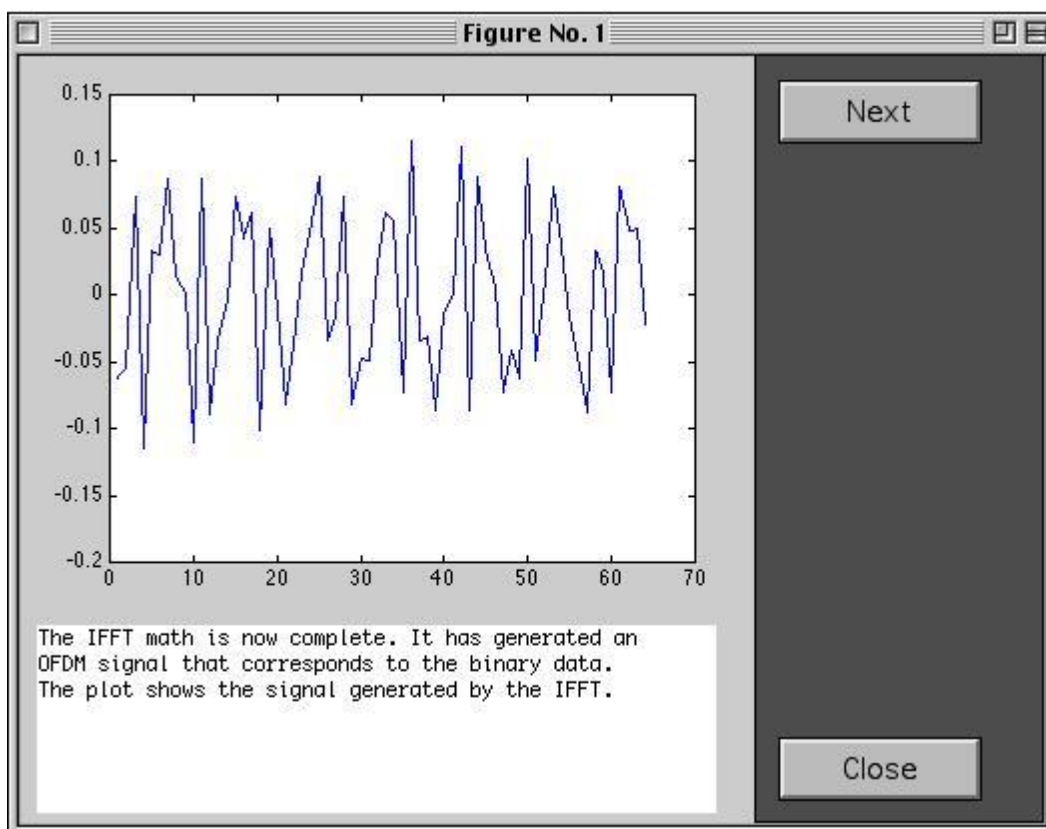 Figure No. 1
Next
0.15
0.1
0.05
0
-0.05
-0.1
-0.15
-0.2
0 10 20 30 40 50 60 70
The IFFT math is now complete. It has generated an
OFDM signal that corresponds to the binary data.
The plot shows the signal generated by the IFFT.
Close